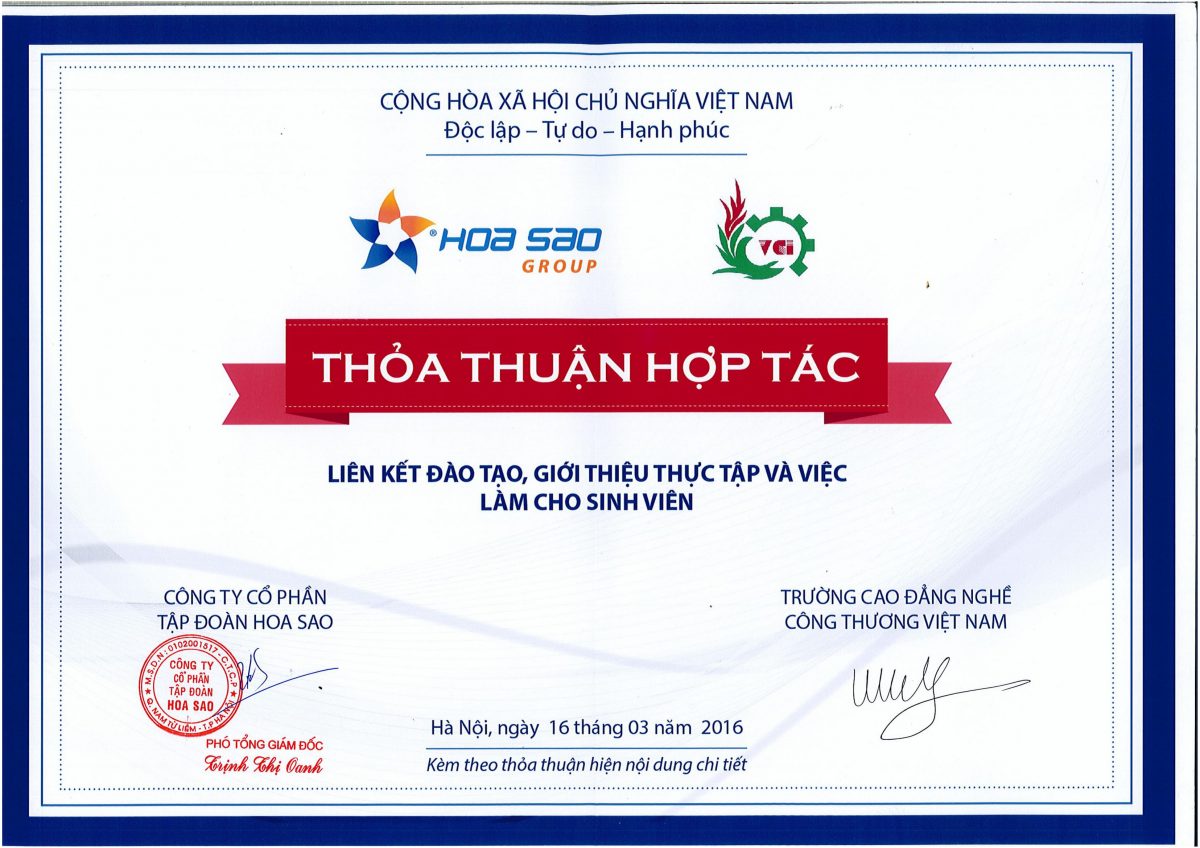 CỘNG HÒA XÃ HỘI CHỦ NGHĨA VIỆT NAM
Độc lập – Tự do – Hạnh phúc
® HOA SAO
GROUP
VCi
THỎA THUẬN HỢP TÁC
LIÊN KẾT ĐÀO TẠO, GIỚI THIỆU THỰC TẬP VÀ VIỆC
LÀM CHO SINH VIÊN
CÔNG TY CỔ PHẦN
TẬP ĐOÀN HOA SAO
TRƯỜNG CAO ĐẲNG NGHỀ
CÔNG THƯƠNG VIỆT NAM
M.S.D.N: 0102001517-C.T.C.P
CÔNG TY
CỔ PHẦN
TẬP ĐOÀN
HOA SAO
Q. NAM TỪ LIÊM - T.P HÀ NỘI
PHÓ TỔNG GIÁM ĐỐC
Trịnh Thị Oanh
Hà Nội, ngày 16 tháng 03 năm 2016
Kèm theo thỏa thuận hiện nội dung chi tiết